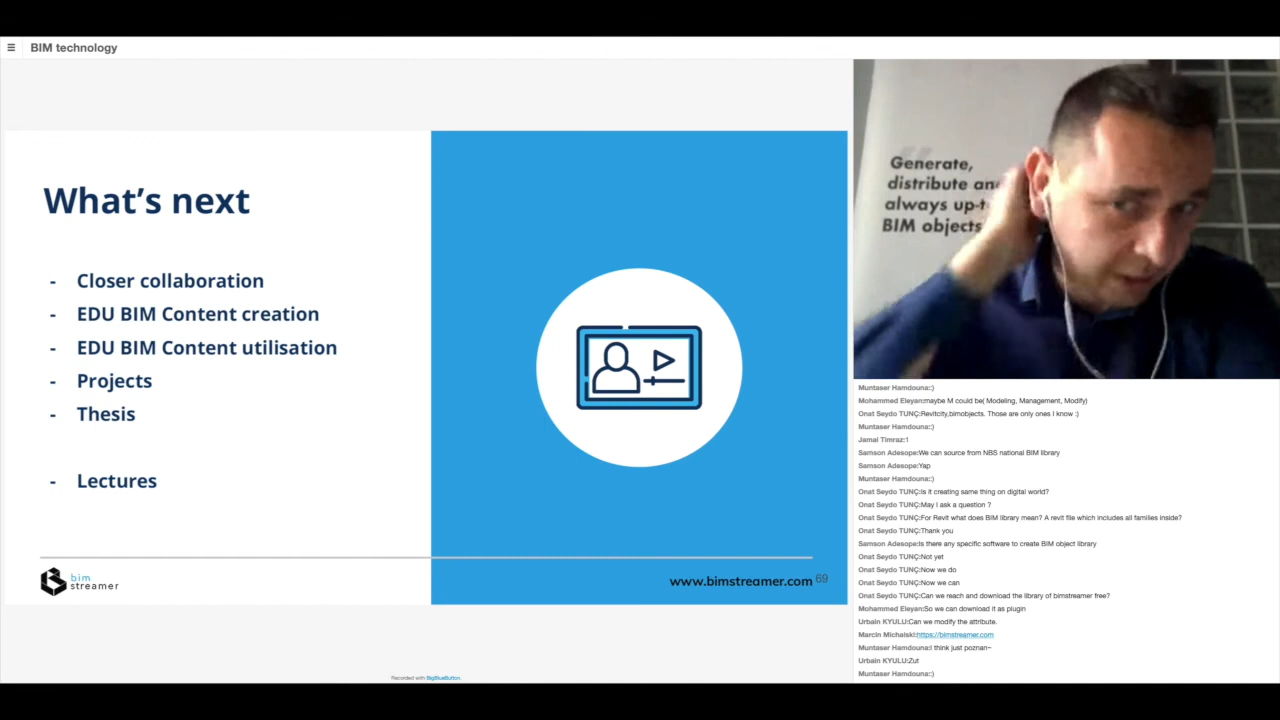 BIM technology
What's next
- Closer collaboration
- EDU BIM Content creation
- EDU BIM Content utilisation
- Projects
- Thesis
- Lectures
bim
streamer
www.bimstreamer.com 69
Recorded with BigBlueButton.
Generate,
distribute an
always up-t
BIM objects
Muntaser Hamdouna::)
Mohammed Eleyan:maybe M could be( Modeling, Management, Modify)
Onat Seydo TUNÇ:Revitcity,bimobjects. Those are only ones I know :)
Muntaser Hamdouna::)
Jamal Timraz:1
Samson Adesope:We can source from NBS national BIM library
Samson Adesope:Yap
Muntaser Hamdouna::)
Onat Seydo TUNÇ:Is it creating same thing on digital world?
Onat Seydo TUNÇ:May I ask a question ?
Onat Seydo TUNÇ:For Revit what does BIM library mean? A revit file which includes all families inside?
Onat Seydo TUNÇ:Thank you
Samson Adesope:Is there any specific software to create BIM object library
Onat Seydo TUNÇ:Not yet
Onat Seydo TUNÇ:Now we do
Onat Seydo TUNÇ:Now we can
Onat Seydo TUNÇ:Can we reach and download the library of bimstreamer free?
Mohammed Eleyan:So we can download it as plugin
Urbain KYULU:Can we modify the attribute.
Marcin Michalski:https://bimstreamer.com
Muntaser Hamdouna:I think just poznan~
Urbain KYULU:Zut
Muntaser Hamdouna::)